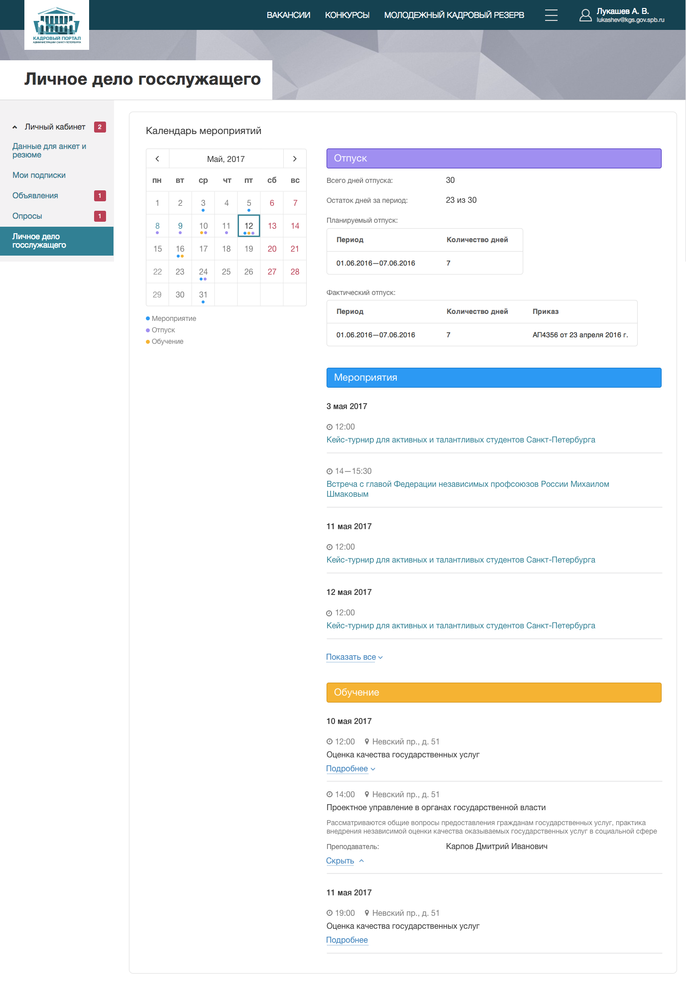 КАДРОВЫЙ ПОРТАЛ
АДМИНИСТРАЦИИ САНКТ-ПЕТЕРБУРГА
ВАКАНСИИ КОНКУРСЫ МОЛОДЕЖНЫЙ КАДРОВЫЙ РЕЗЕРВ
Лукашев А. В.
lukashev@kgs.gov.spb.ru
Личное дело госслужащего
Личный кабинет 2
Данные для анкет и
резюме
Мои подписки
Объявления 1
Опросы 1
Личное дело
госслужащего
Календарь мероприятий
Май, 2017
пн вт ср чт пт сб вс
1 2 3 4 5 6 7
8 9 10 11 12 13 14
15 16 17 18 19 20 21
22 23 24 25 26 27 28
29 30 31
Мероприятие
Отпуск
Обучение
Отпуск
Всего дней отпуска: 30
Остаток дней за период: 23 из 30
Планируемый отпуск:
Период Количество дней
01.06.2016—07.06.2016 7
Фактический отпуск:
Период Количество дней Приказ
01.06.2016—07.06.2016 7 АП4356 от 23 апреля 2016 г.
Мероприятия
3 мая 2017
12:00
Кейс-турнир для активных и талантливых студентов Санкт-Петербурга
14—15:30
Встреча с главой Федерации независимых профсоюзов России Михаилом
Шмаковым
11 мая 2017
12:00
Кейс-турнир для активных и талантливых студентов Санкт-Петербурга
12 мая 2017
12:00
Кейс-турнир для активных и талантливых студентов Санкт-Петербурга
Показать все
Обучение
10 мая 2017
12:00 Невский пр., д. 51
Оценка качества государственных услуг
Подробнее
14:00 Невский пр., д. 51
Проектное управление в органах государственной власти
Рассматриваются общие вопросы предоставления гражданам государственных услуг, практика
внедрения независимой оценки качества оказываемых государственных услуг в социальной сфере
Преподаватель: Карпов Дмитрий Иванович
Скрыть
11 мая 2017
19:00 Невский пр., д. 51
Оценка качества государственных услуг
Подробнее